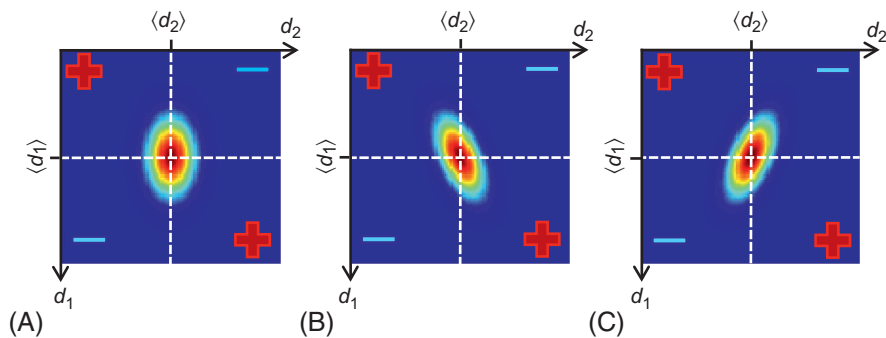 ⟨d₂⟩ d₂
⟨d₁⟩
d₁
(A)
⟨d₂⟩ d₂
⟨d₁⟩
d₁
(B)
⟨d₂⟩ d₂
⟨d₁⟩
d₁
(C)